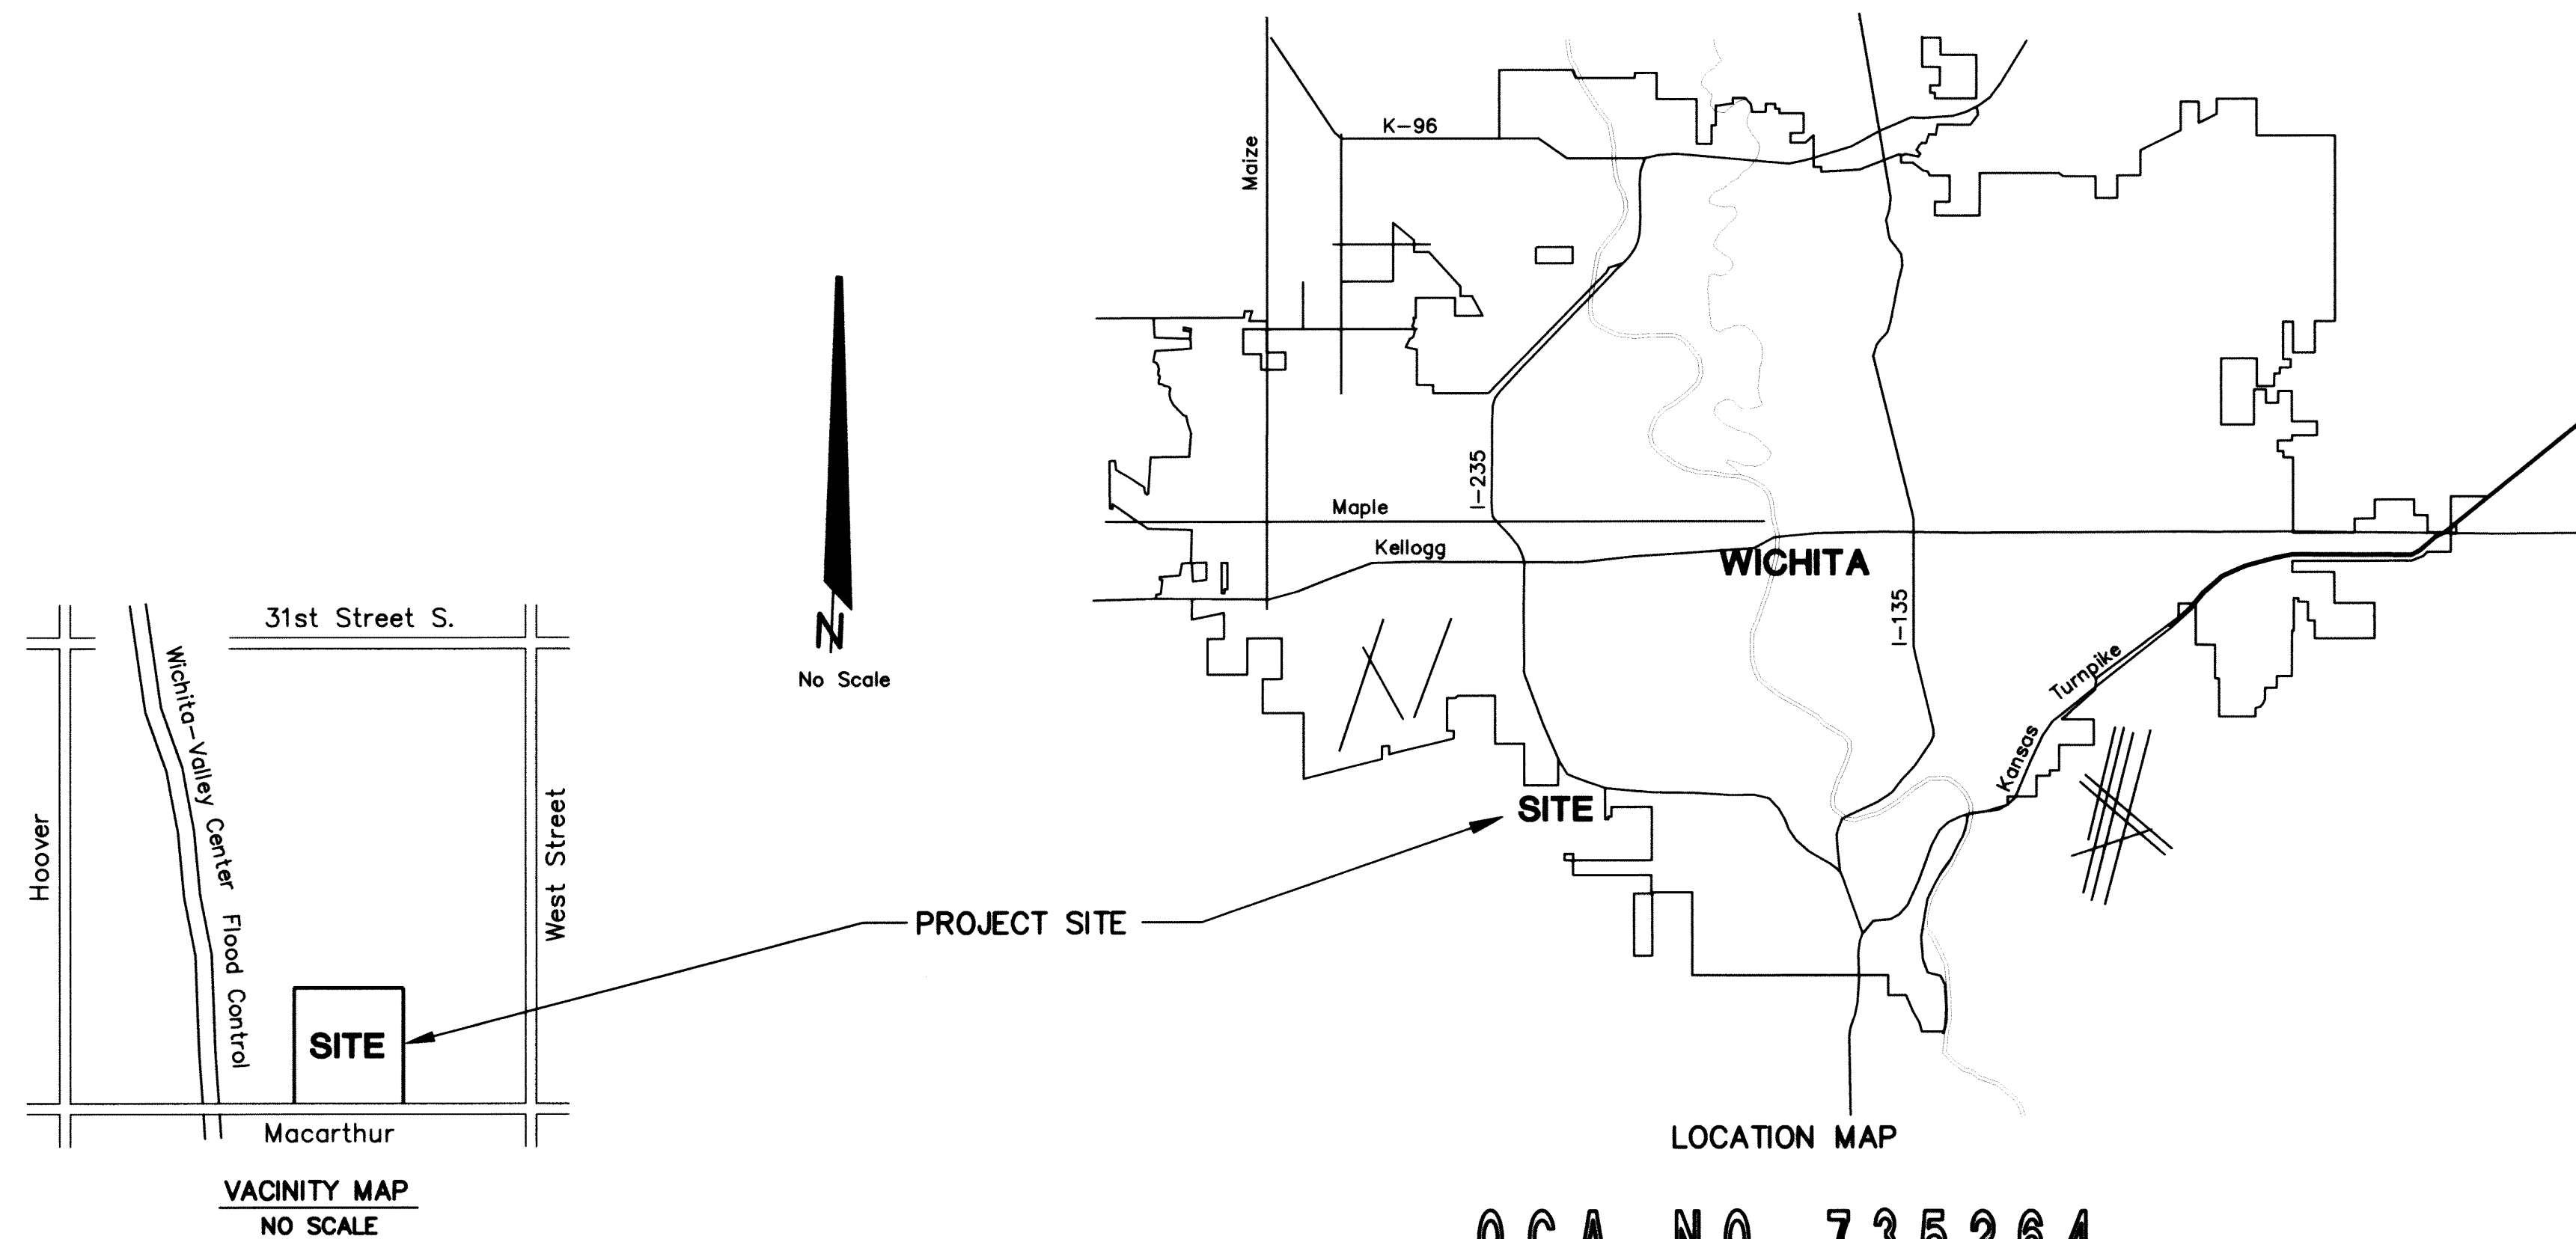 K-96
Maize
I-235
Maple
Kellogg
WICHITA
I-135
Kansas Turnpike
SITE
N
No Scale
31st Street S.
Wichita-Valley Center Flood Control
Hoover
West Street
SITE
PROJECT SITE
Macarthur
VACINITY MAP
NO SCALE
LOCATION MAP
OCA NO 735264